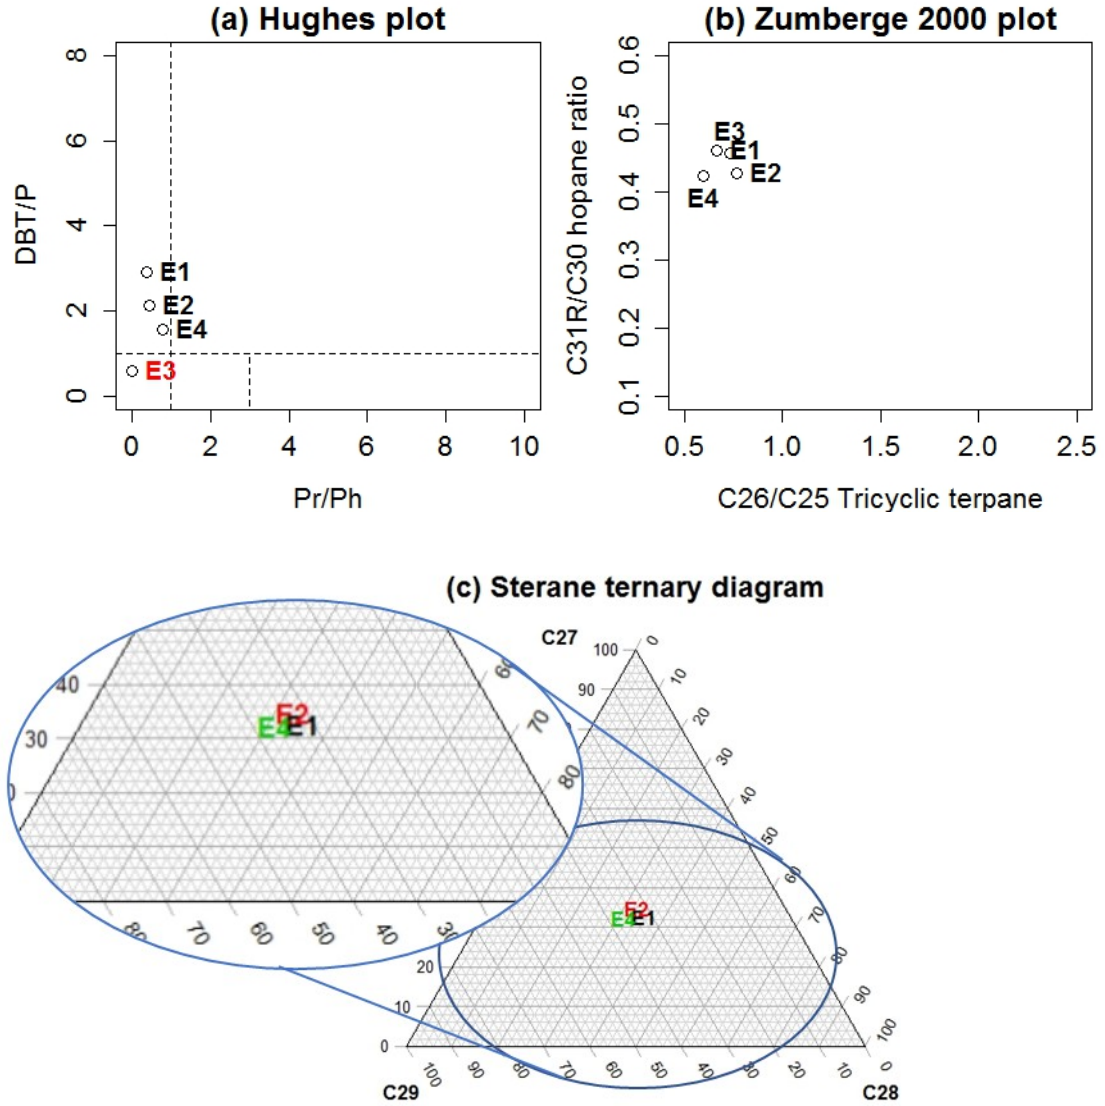 (a) Hughes plot
DBT/P
8
6
4
2
0
E1
E2
E4
E3
0 2 4 6 8 10
Pr/Ph
(b) Zumberge 2000 plot
C31R/C30 hopane ratio
0.6
0.5
0.4
0.3
0.2
0.1
E3
E1
E2
E4
0.5 1.0 1.5 2.0 2.5
C26/C25 Tricyclic terpane
(c) Sterane ternary diagram
40
30
60
70
80
E2
E4 E1
80 70 60 50 40
C27
100
90
20
10
0
0
10
20
30
40
50
60
70
80
90
100
E2
E4 E1
100 90 80 70 60 50 40 30 20 10 0
C29
C28